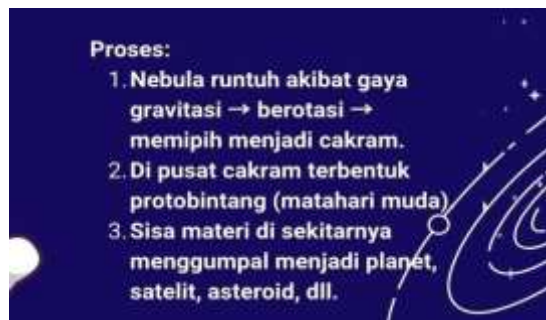 Proses:
1. Nebula runtuh akibat gaya
gravitasi → berotasi →
memipih menjadi cakram.
2. Di pusat cakram terbentuk
protobintang (matahari muda)
3. Sisa materi di sekitarnya
menggumpal menjadi planet,
satelit, asteroid, dll.